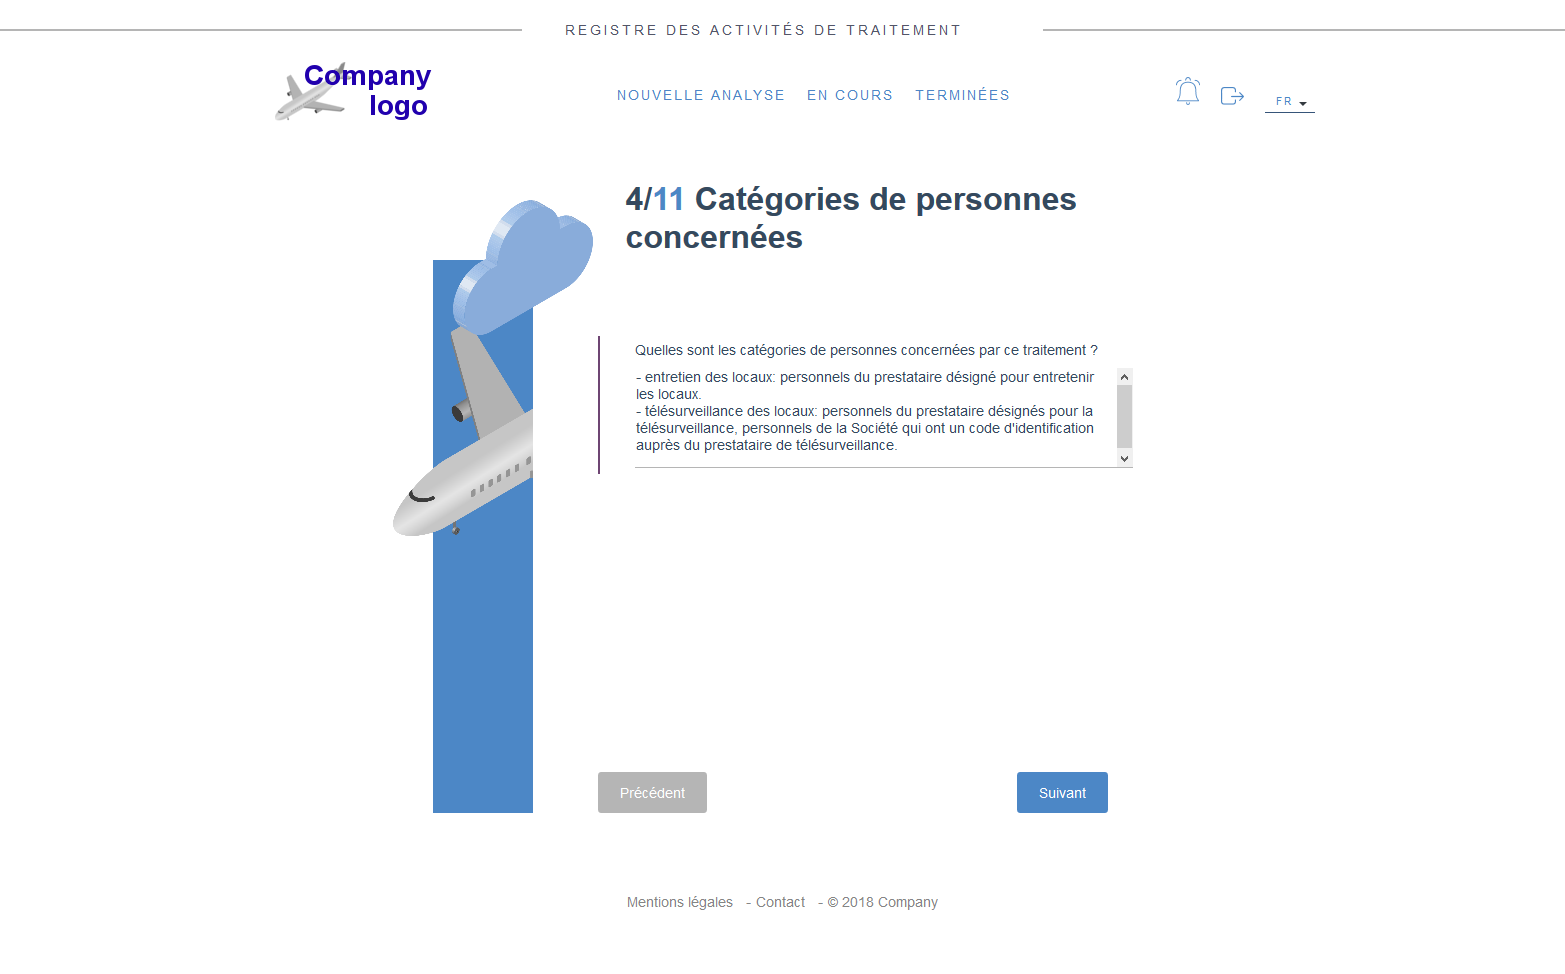 REGISTRE DES ACTIVITÉS DE TRAITEMENT
Company
logo
NOUVELLE ANALYSE EN COURS TERMINÉES
FR
4/11 Catégories de personnes
concernées
Quelles sont les catégories de personnes concernées par ce traitement ?
- entretien des locaux: personnels du prestataire désigné pour entretenir
les locaux.
- télésurveillance des locaux: personnels du prestataire désignés pour la
télésurveillance, personnels de la Société qui ont un code d'identification
auprès du prestataire de télésurveillance.
Précédent
Suivant
Mentions légales - Contact - © 2018 Company